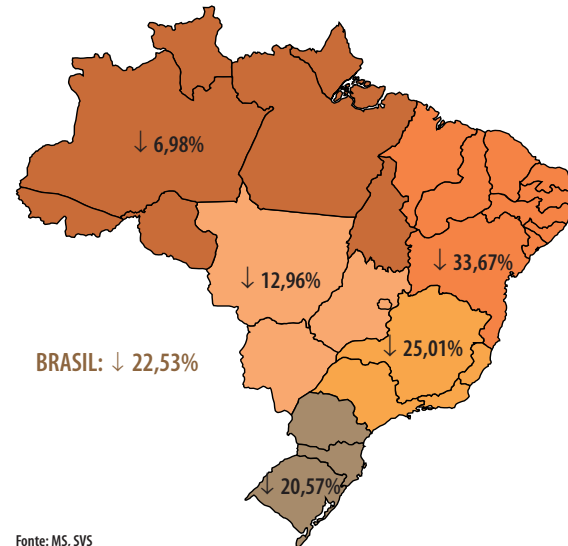 ↓ 6,98%
↓ 12,96%
↓ 33,67%
↓ 25,01%
BRASIL: ↓ 22,53%
↓ 20,57%
Fonte: MS, SVS